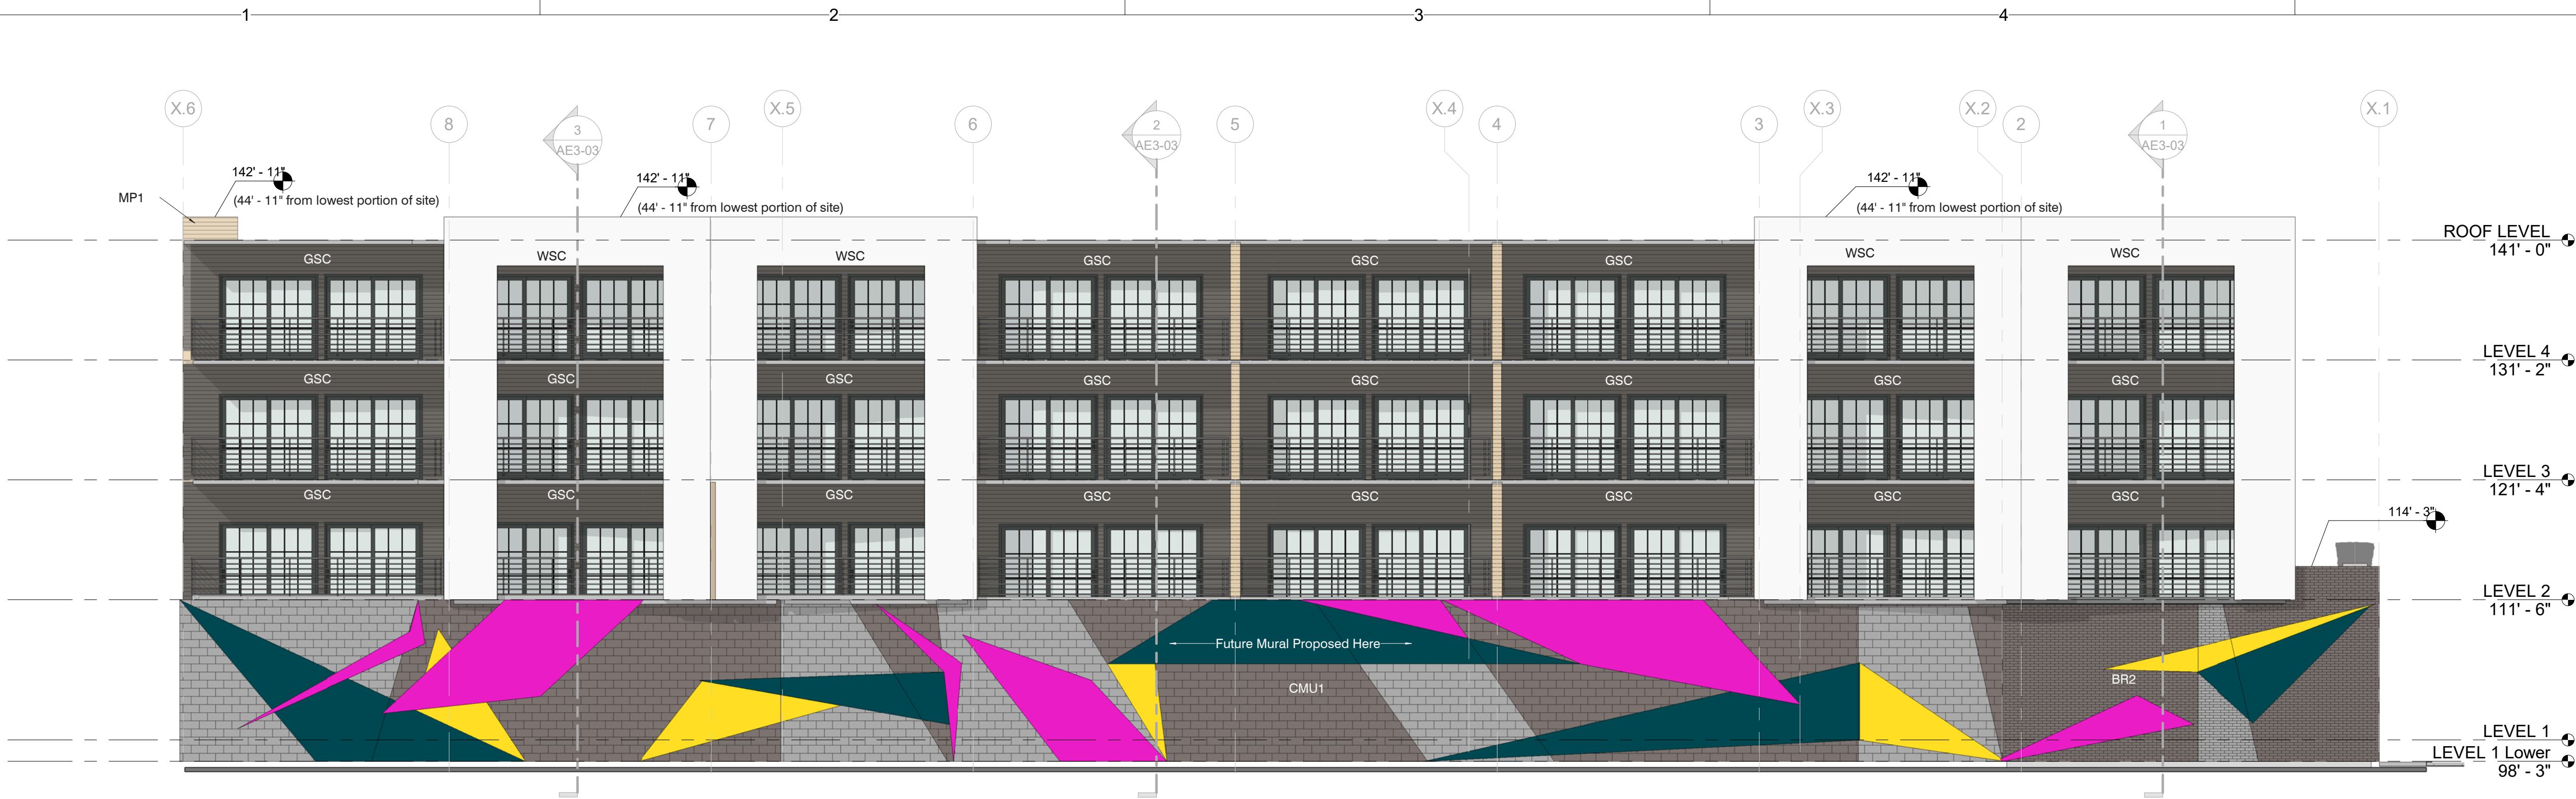 1 2 3 4
X.6 X.5 X.4 X.3 X.2 X.1
8 7 6 5 4 3 2
3
AE3-03
2
AE3-03
1
AE3-03
142' - 11"
(44' - 11" from lowest portion of site)
142' - 11"
(44' - 11" from lowest portion of site)
142' - 11"
(44' - 11" from lowest portion of site)
MP1
ROOF LEVEL
141' - 0"
GSC WSC WSC GSC GSC GSC WSC WSC
LEVEL 4
131' - 2"
GSC GSC GSC GSC GSC GSC GSC GSC
LEVEL 3
121' - 4"
GSC GSC GSC GSC GSC GSC GSC GSC
114' - 3"
LEVEL 2
111' - 6"
Future Mural Proposed Here
CMU1
BR2
LEVEL 1
LEVEL 1 Lower
98' - 3"